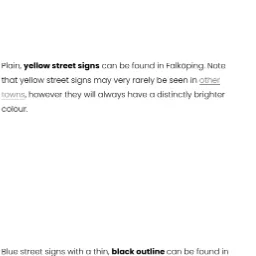 Plain, yellow street signs can be found in Falköping. Note
that yellow street signs may very rarely be seen in other
towns, however they will always have a distinctly brighter
colour.
Blue street signs with a thin, black outline can be found in